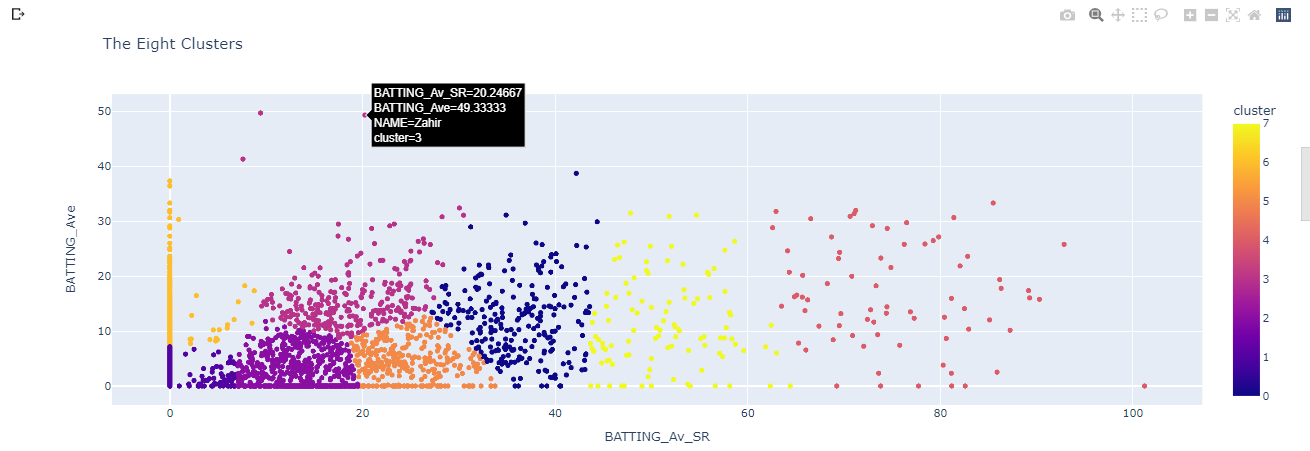 The Eight Clusters
BATTING_Av_SR=20.24667
BATTING_Ave=49.33333
NAME=Zahir
cluster=3
cluster
7
6
5
4
3
2
1
0
BATTING_Ave
50
40
30
20
10
0
0
20
40
60
80
100
BATTING_Av_SR